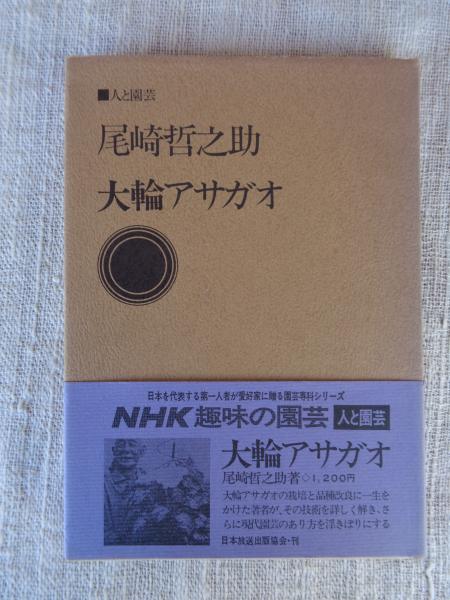 ■人と園芸
尾崎哲之助
大輪アサガオ
日本を代表する第一人者が愛好家に贈る園芸専科シリーズ
NHK 趣味の園芸 人と園芸
大輪アサガオ
尾崎哲之助著◇1,200円
大輪アサガオの栽培と品種改良に一生を
かけた著者が、その技術を詳しく解き、さ
らに現代園芸のあり方を浮きぼりにする
日本放送出版協会・刊